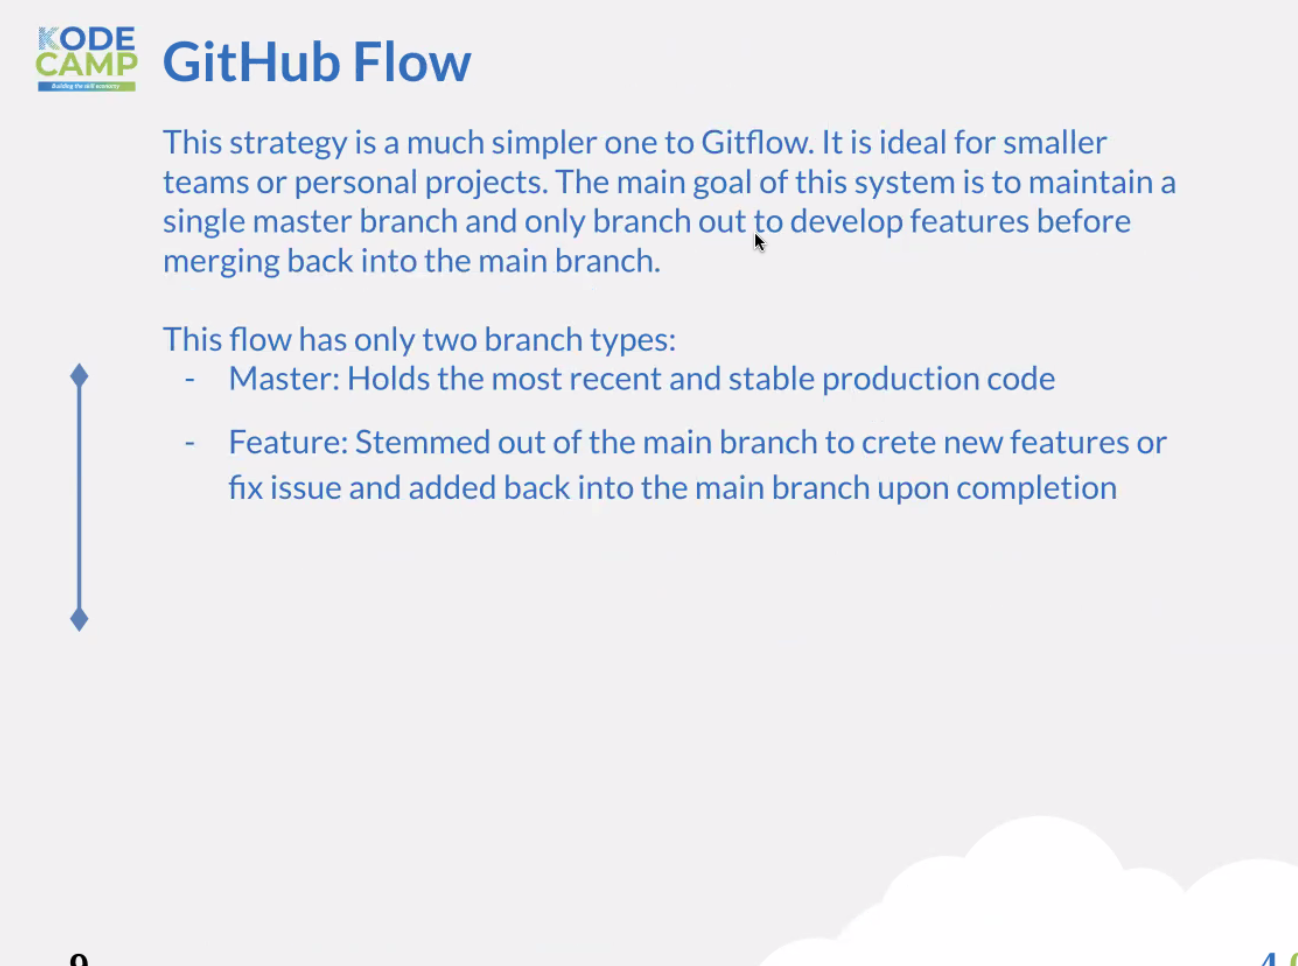 KODE
CAMP
Building the skill economy
GitHub Flow
This strategy is a much simpler one to Gitflow. It is ideal for smaller
teams or personal projects. The main goal of this system is to maintain a
single master branch and only branch out to develop features before
merging back into the main branch.
This flow has only two branch types:
- Master: Holds the most recent and stable production code
- Feature: Stemmed out of the main branch to crete new features or
fix issue and added back into the main branch upon completion